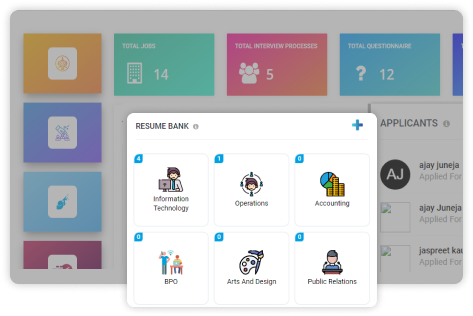 TOTAL JOBS
14
TOTAL INTERVIEW PROCESSES
5
TOTAL QUESTIONNAIRE
?
12
RESUME BANK
APPLICANTS
4
Information
Technology
1
Operations
0
Accounting
0
BPO
0
Arts And Design
0
Public Relations
AJ
ajay juneja
Applied For
ajay Juneja
Applied For
jaspreet kau
Applied For